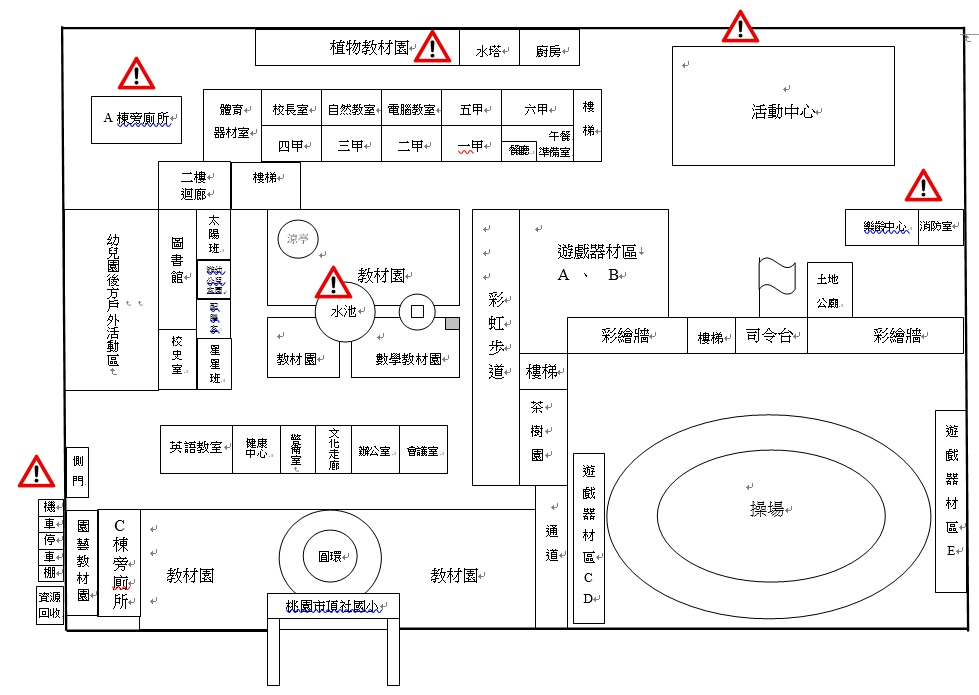 植物教材園
水塔
廚房
活動中心
A棟旁廁所
體育
器材室
校長室
自然教室
電腦教室
五甲
六甲
樓
梯
四甲
三甲
二甲
一甲
餐廳
午餐
準備室
二樓
迴廊
樓梯
樂齡中心
消防室
幼兒園後方戶外活動區
圖
書
館
太
陽
班
涼亭
教材園
水池
彩
虹
步
道
遊戲器材區
A 、 B
土地
公廟
校
史
室
星
星
班
教材園
數學教材園
彩繪牆
樓梯
司令台
彩繪牆
樓梯
茶
樹
園
英語教室
健康
中心
警衛室
文化走廊
辦公室
會議室
側
門
遊
戲
器
材
區
C
D
操場
遊
戲
器
材
區
E
機
車
停
車
棚
園
藝
教
材
園
C
棟
旁
廁
所
教材園
圓環
教材園
通
道
資源
回收
桃園市頂社國小